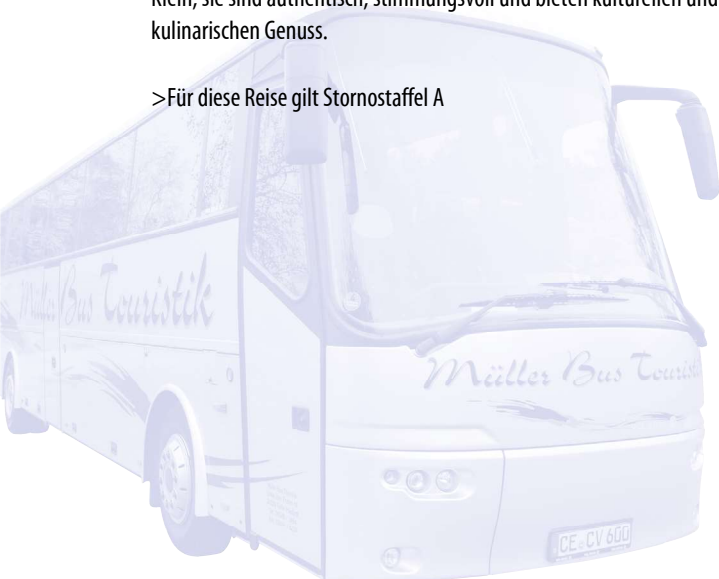 klein, sie sind authentisch, stimmungsvoll und bieten kulturellen und
kulinarischen Genuss.
>Für diese Reise gilt Stornostaffel A
Müller Bus Touristik
Müller Bus Touristik
CE CV 600